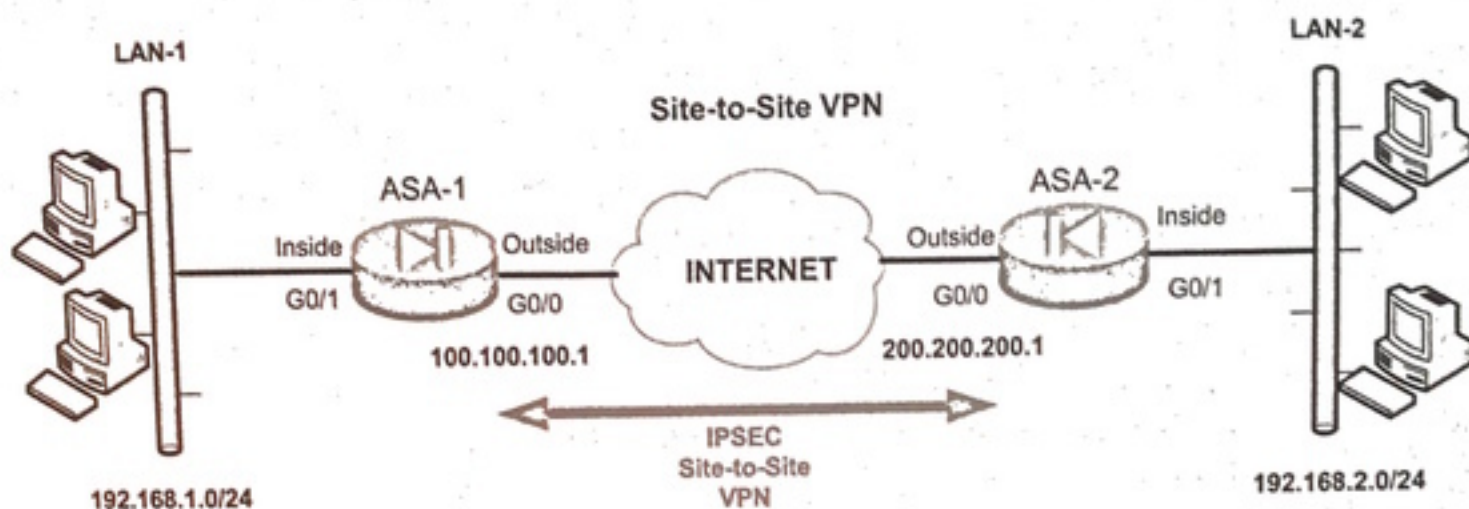 LAN-1
LAN-2
Site-to-Site VPN
ASA-1
ASA-2
Inside
Outside
Outside
Inside
INTERNET
G0/1
G0/0
G0/0
G0/1
100.100.100.1
200.200.200.1
IPSEC
Site-to-Site
VPN
192.168.1.0/24
192.168.2.0/24